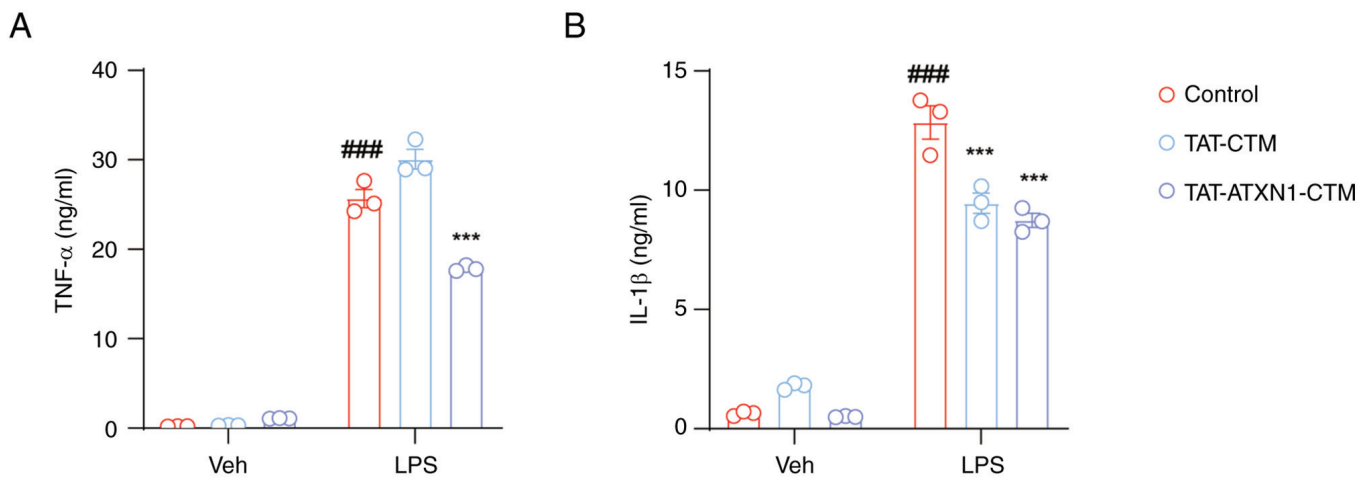 A
TNF-α (ng/ml)
40
30
20
10
0
###
***
Veh
LPS
B
IL-1β (ng/ml)
15
10
5
0
###
***
***
Veh
LPS
Control
TAT-CTM
TAT-ATXN1-CTM